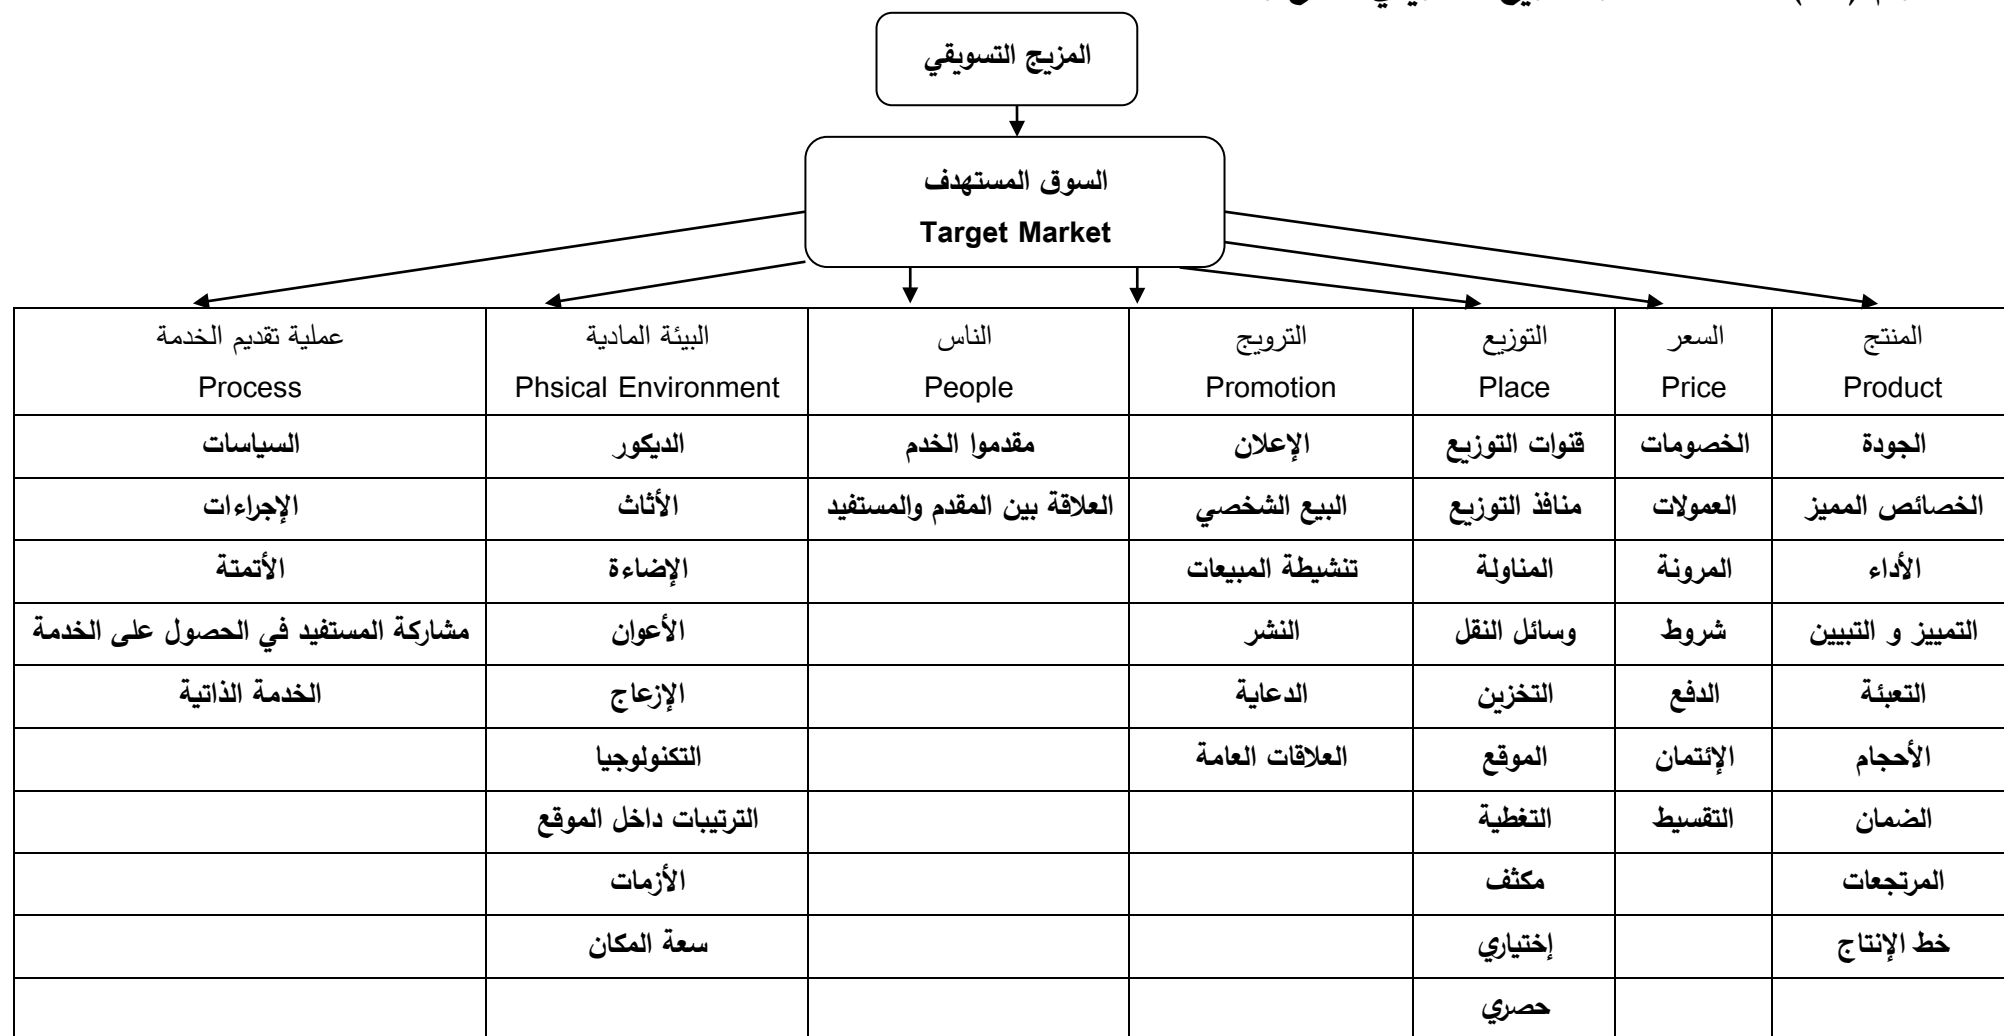 المزيج التسويقي
السوق المستهدف
Target Market
المنتج السعر التوزيع الترويج الناس البيئة المادية عملية تقديم الخدمة
Product Price Place Promotion People Phsical Environment Process
الجودة الخصومات قنوات التوزيع الإعلان مقدموا الخدم الديكور السياسات
الخصائص المميز العمولات منافذ التوزيع البيع الشخصي العلاقة بين المقدم والمستفيد الأثاث الإجراءات
الأداء المرونة المناولة تنشيطة المبيعات الإضاءة الأتمتة
التمييز و التبيين شروط وسائل النقل النشر الأعوان مشاركة المستفيد في الحصول على الخدمة
التعبئة الدفع التخزين الدعاية الإزعاج الخدمة الذاتية
الأحجام الإئتمان الموقع العلاقات العامة التكنولوجيا
الضمان التقسيط التغطية الترتيبات داخل الموقع
المرتجعات مكثف الأزمات
خط الإنتاج إختياري سعة المكان
حصري